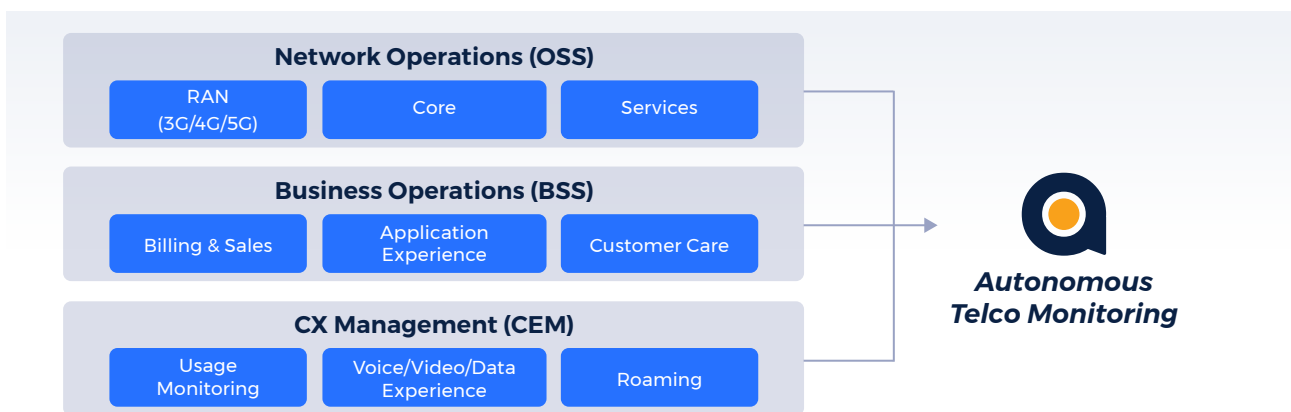 Network Operations (OSS)
RAN
(3G/4G/5G)
Core
Services
Business Operations (BSS)
Billing & Sales
Application
Experience
Customer Care
CX Management (CEM)
Usage
Monitoring
Voice/Video/Data
Experience
Roaming
Autonomous
Telco Monitoring